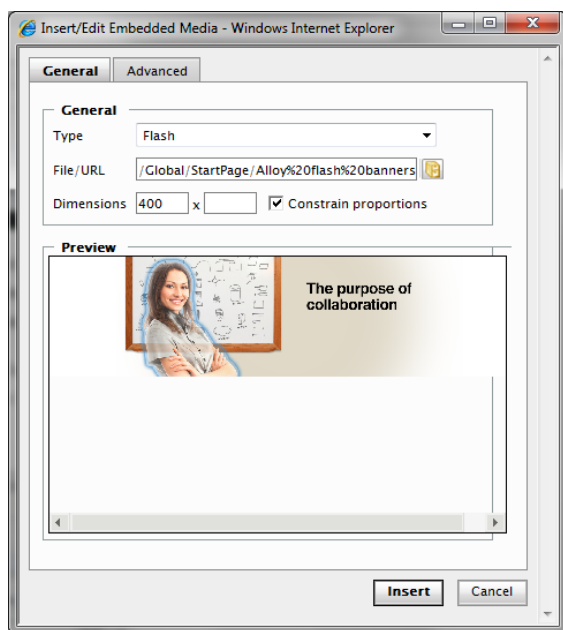 Insert/Edit Embedded Media - Windows Internet Explorer
General Advanced
General
Type Flash
File/URL /Global/StartPage/Alloy%20flash%20banners
Dimensions 400 x Constrain proportions
Preview
The purpose of
collaboration
Insert Cancel